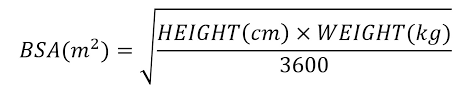 BSA(m²) = √(HEIGHT(cm) × WEIGHT(kg) / 3600)